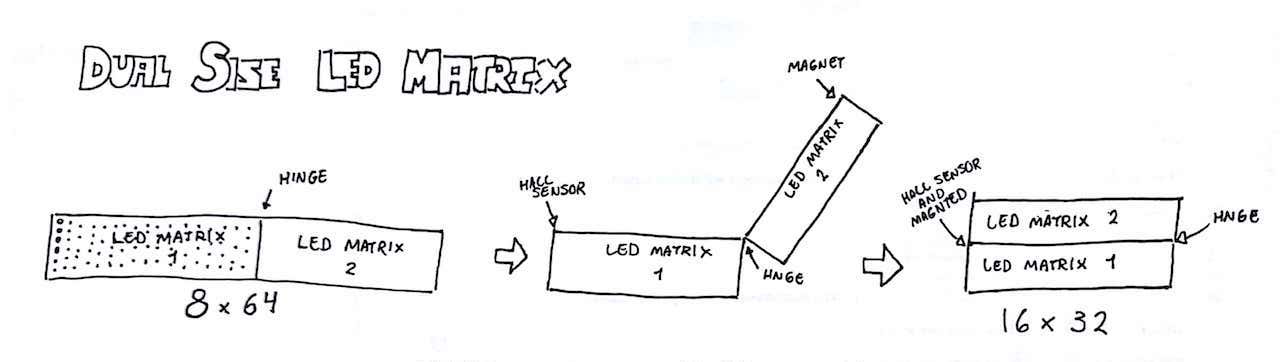 DUAL SISE LED MATRIX
MAGNET
HINGE
HALL
SENSOR
LED MATRIX
2
HALL SENSOR
AND
MAGNTED
LED MATRIX
1
LED MATRIX
2
LED MATRIX
1
HNGE
LED MATRIX 2
LED MATRIX 1
HNGE
8 x 64
16 x 32